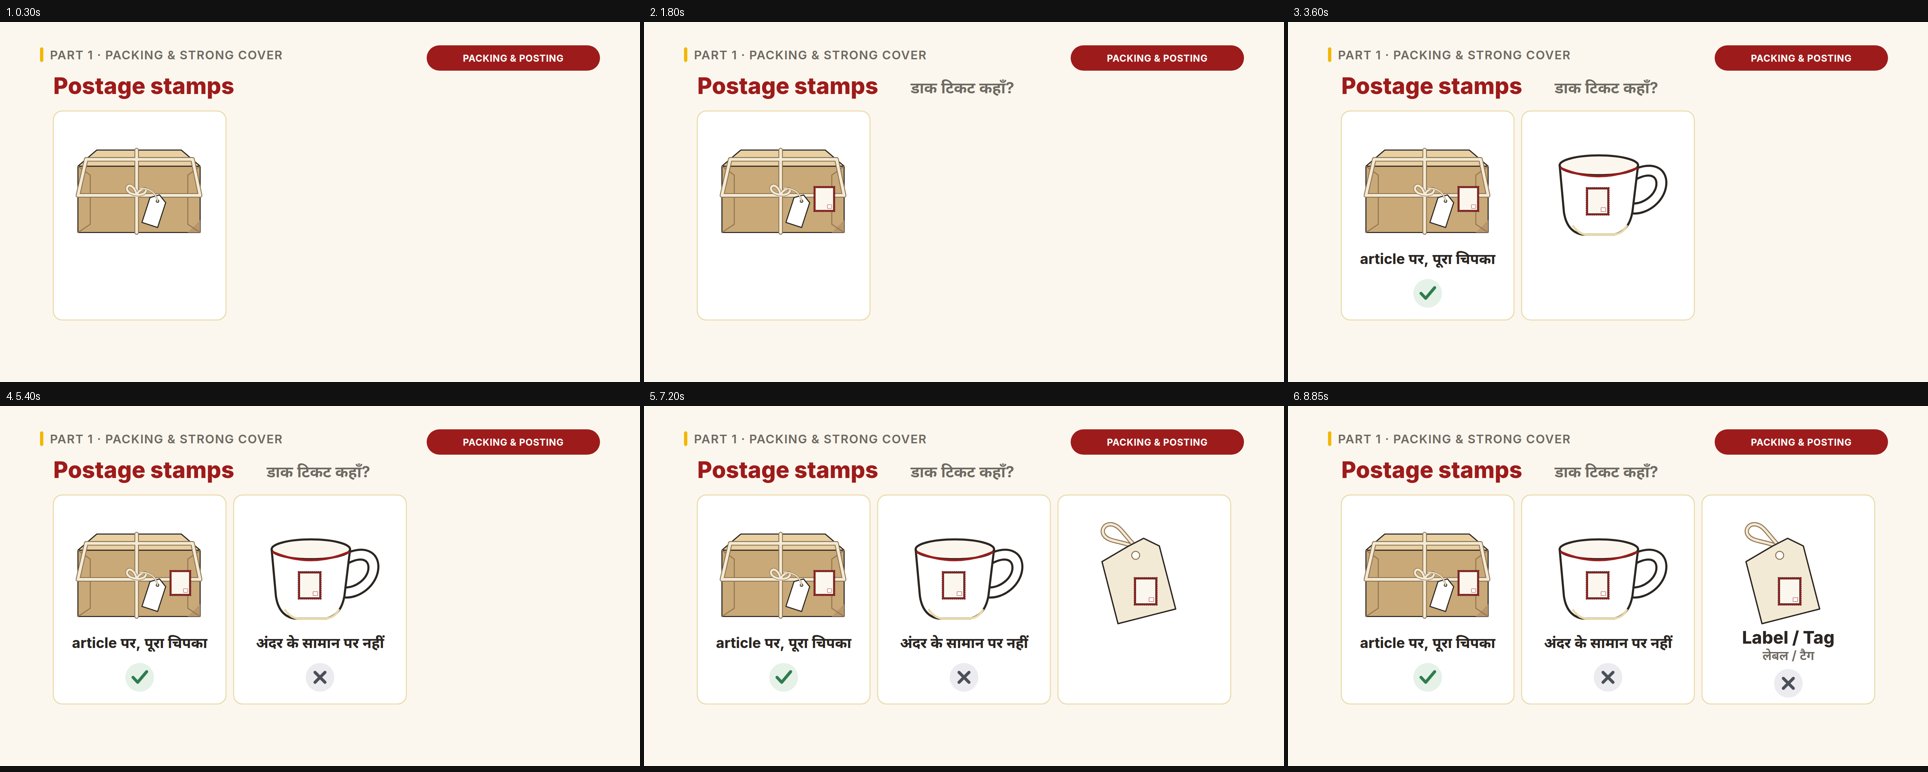 1. 0.30s
PART 1 · PACKING & STRONG COVER
PACKING & POSTING
Postage stamps
2. 1.80s
PART 1 · PACKING & STRONG COVER
PACKING & POSTING
Postage stamps डाक टिकट कहाँ?
3. 3.60s
PART 1 · PACKING & STRONG COVER
PACKING & POSTING
Postage stamps डाक टिकट कहाँ?
article पर, पूरा चिपका
4. 5.40s
PART 1 · PACKING & STRONG COVER
PACKING & POSTING
Postage stamps डाक टिकट कहाँ?
article पर, पूरा चिपका
अंदर के सामान पर नहीं
5. 7.20s
PART 1 · PACKING & STRONG COVER
PACKING & POSTING
Postage stamps डाक टिकट कहाँ?
article पर, पूरा चिपका
अंदर के सामान पर नहीं
6. 8.85s
PART 1 · PACKING & STRONG COVER
PACKING & POSTING
Postage stamps डाक टिकट कहाँ?
article पर, पूरा चिपका
अंदर के सामान पर नहीं
Label / Tag
लेबल / टैग